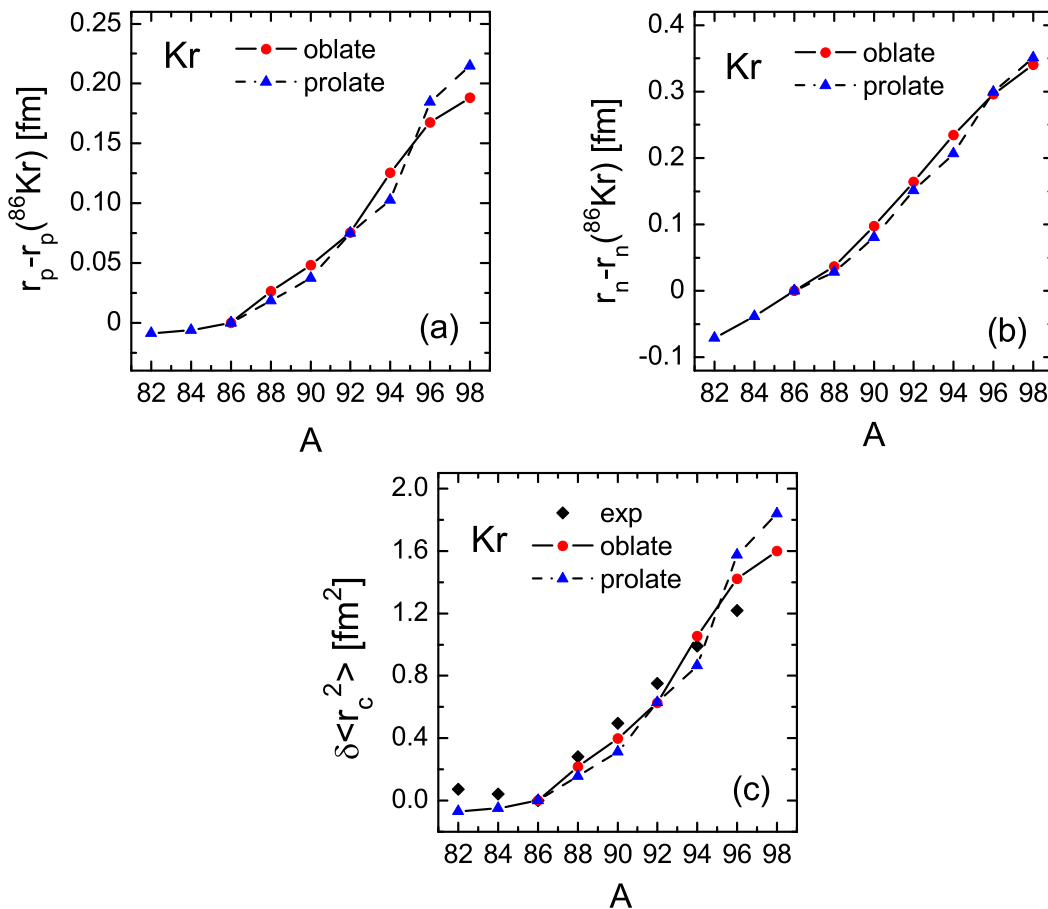 Kr
oblate
prolate
r_p-r_p(^86Kr) [fm]
0.25
0.20
0.15
0.10
0.05
0
(a)
82 84 86 88 90 92 94 96 98
A
Kr
oblate
prolate
r_n-r_n(^86Kr) [fm]
0.4
0.3
0.2
0.1
0
-0.1
(b)
82 84 86 88 90 92 94 96 98
A
Kr
exp
oblate
prolate
δ<r_c^2> [fm^2]
2.0
1.6
1.2
0.8
0.4
0.0
(c)
82 84 86 88 90 92 94 96 98
A